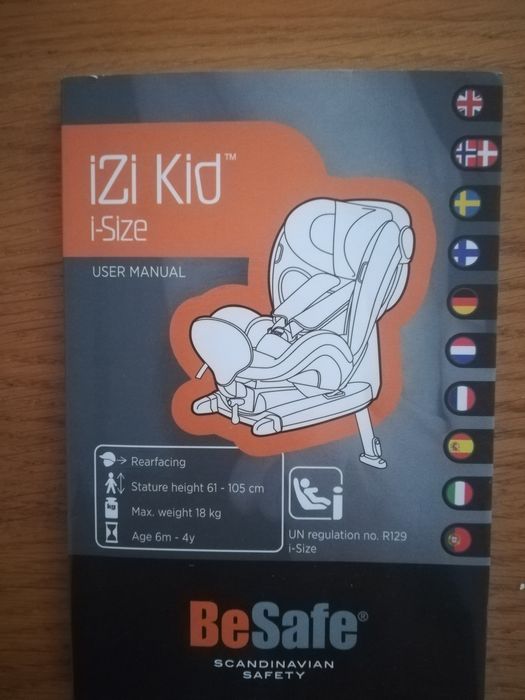 iZi Kid™
i-Size
USER MANUAL
Rearfacing
Stature height 61 - 105 cm
kg
Max. weight 18 kg
Age 6m - 4y
i
UN regulation no. R129
i-Size
BeSafe®
SCANDINAVIAN
SAFETY